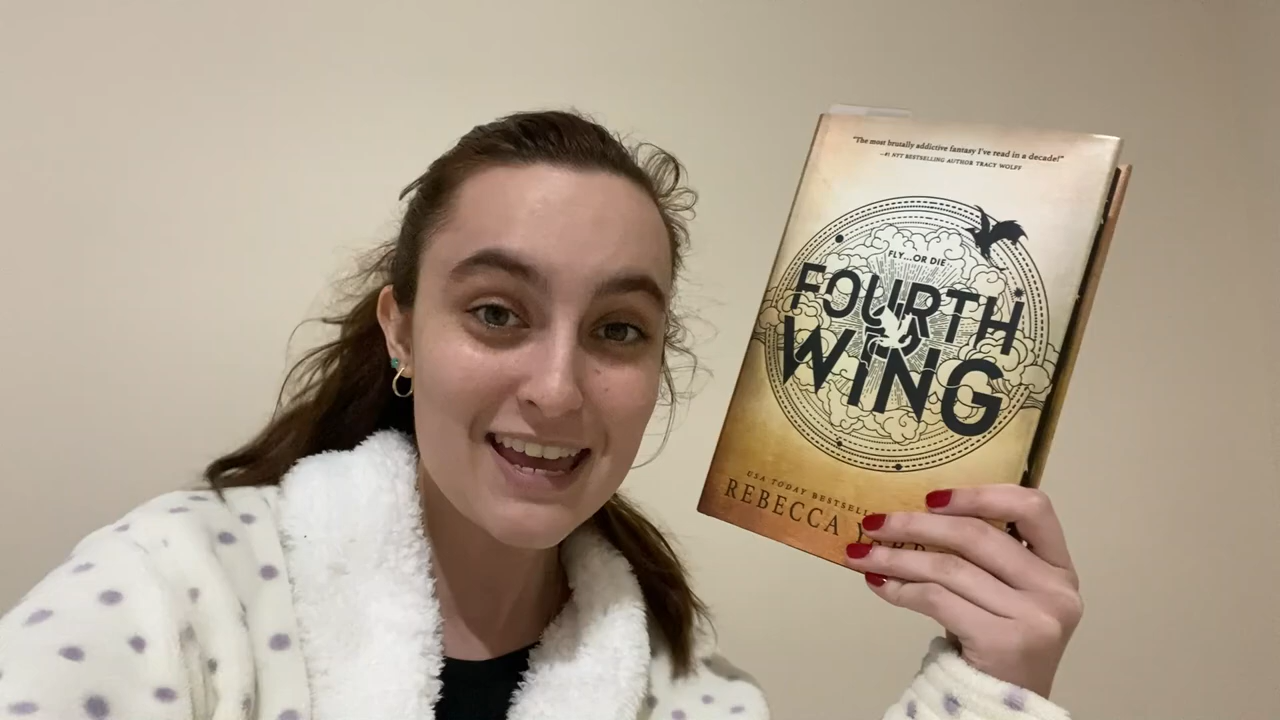 "The most brutally addictive fantasy I've read in a decade!"
—#1 NYT BESTSELLING AUTHOR TRACY WOLFF
FLY...OR DIE
FOURTH
WING
USA TODAY
REBECCA